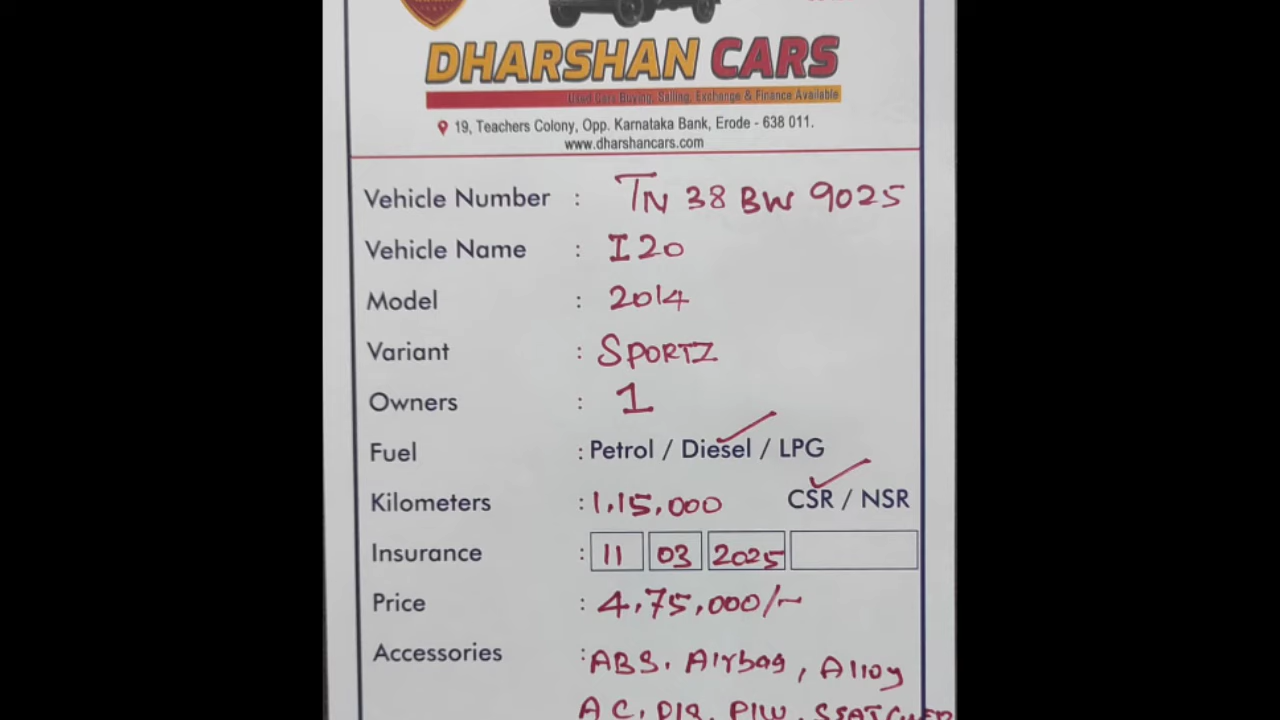 DHARSHAN CARS
Used Cars Buying, Selling, Exchange & Finance Available
19, Teachers Colony, Opp. Karnataka Bank, Erode - 638 011.
www.dharshancars.com
Vehicle Number : TN 38 BW 9025
Vehicle Name : I20
Model : 2014
Variant : SPORTZ
Owners : 1
Fuel : Petrol / Diesel / LPG
Kilometers : 1,15,000 CSR / NSR
Insurance : 11 03 2025
Price : 4,75,000/-
Accessories : ABS, Airbag, Alloy
AC, P/S, P/W,